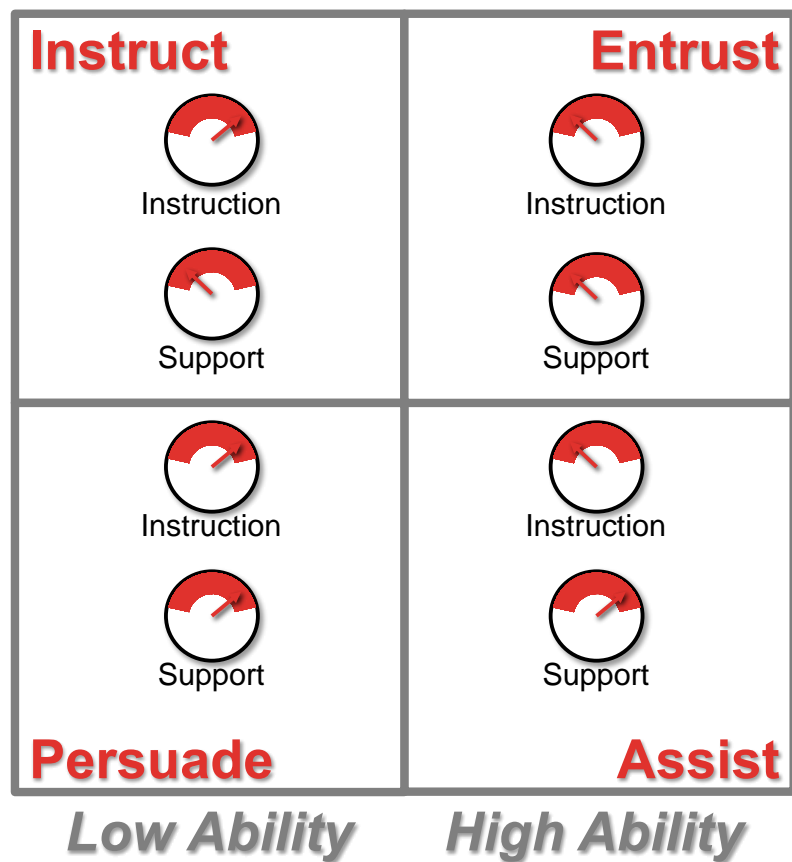 Instruct
Entrust
Instruction
Instruction
Support
Support
Instruction
Instruction
Support
Support
Persuade
Assist
Low Ability
High Ability